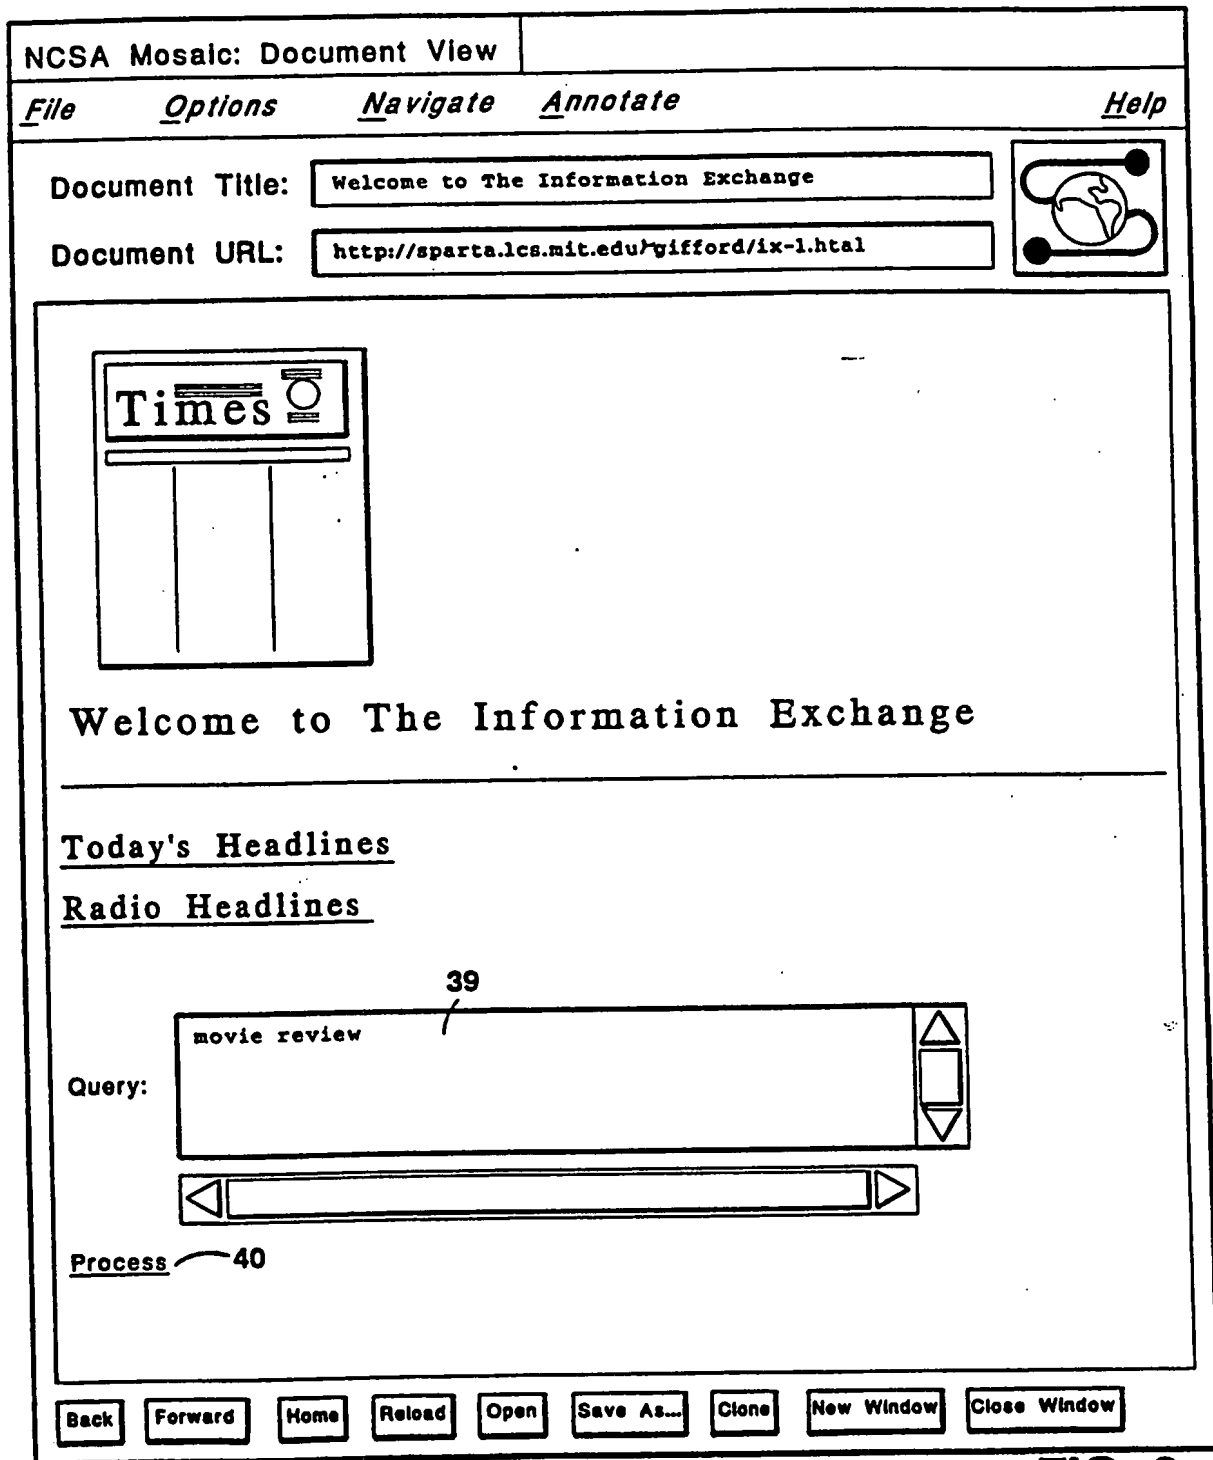 NCSA Mosaic: Document View
File Options Navigate Annotate Help
Document Title: Welcome to The Information Exchange
Document URL: http://sparta.lcs.mit.edu/~gifford/ix-1.htal
Times
Welcome to The Information Exchange
Today's Headlines
Radio Headlines
39
movie review
Query:
Process 40
Back Forward Home Reload Open Save As... Clone New Window Close Window